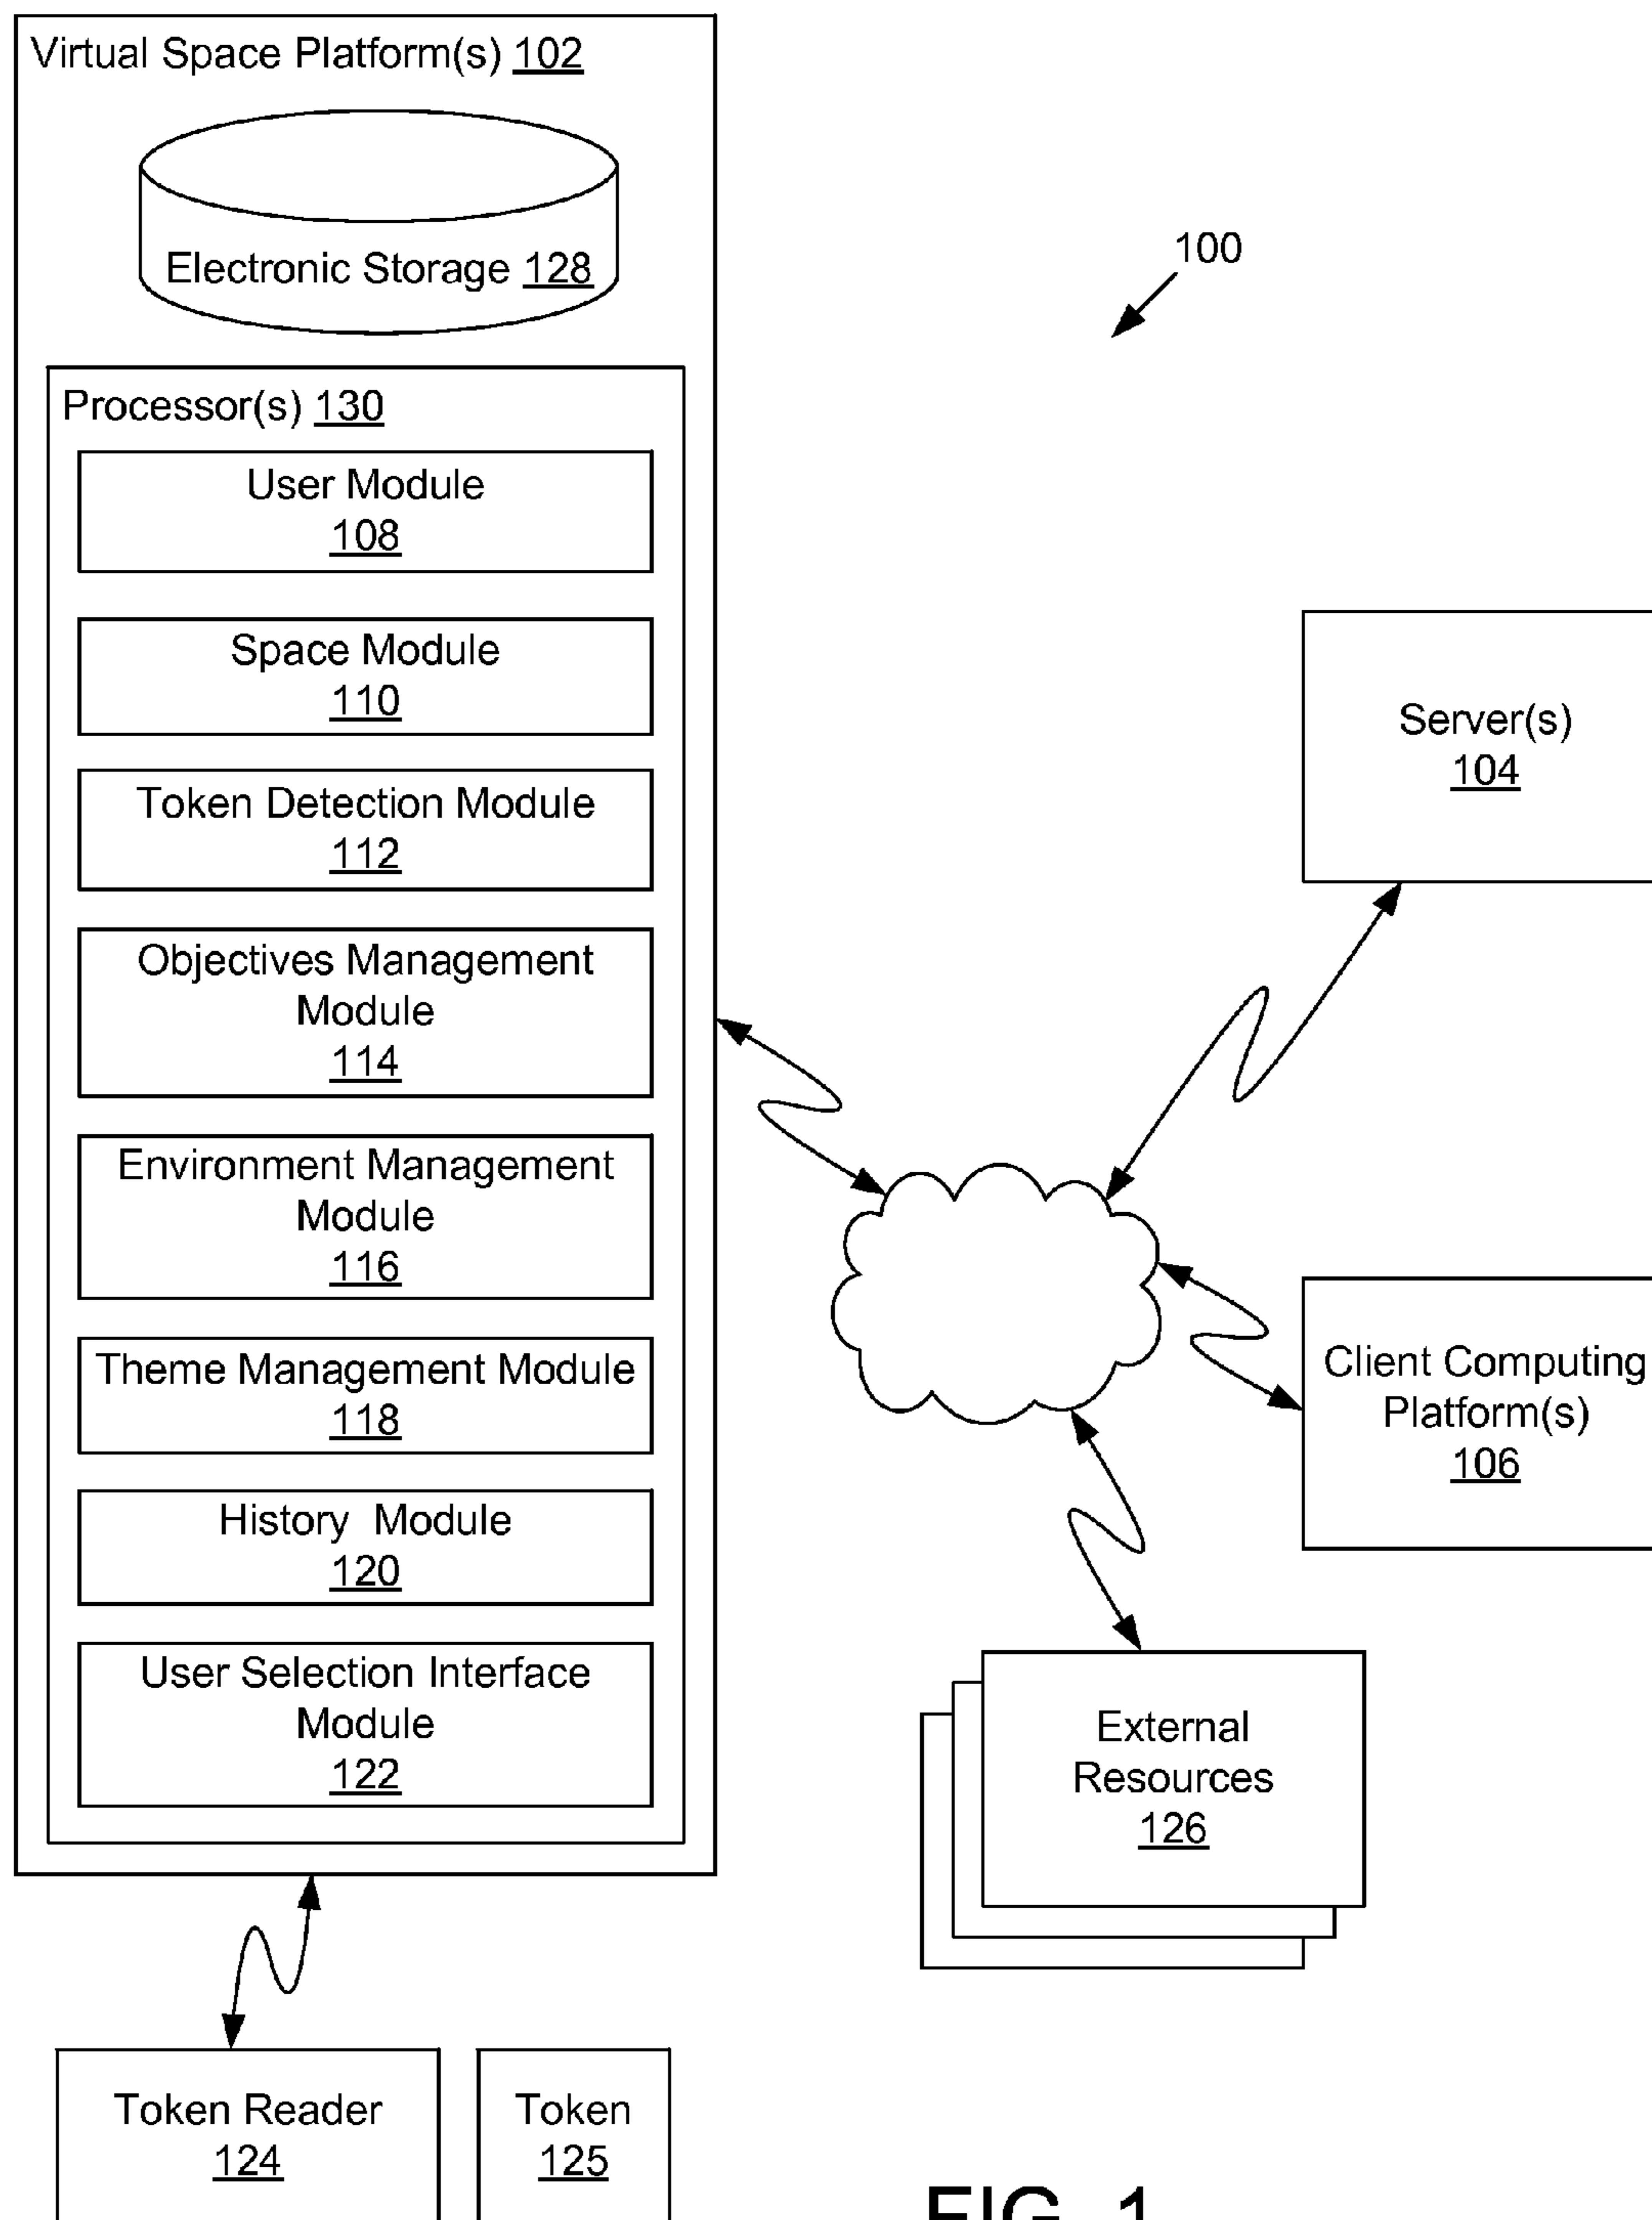 Virtual Space Platform(s) 102
Electronic Storage 128
100
Processor(s) 130
User Module
108
Space Module
110
Token Detection Module
112
Objectives Management
Module
114
Environment Management
Module
116
Theme Management Module
118
History Module
120
User Selection Interface
Module
122
Server(s)
104
Client Computing
Platform(s)
106
External
Resources
126
Token Reader
124
Token
125
FIG. 1